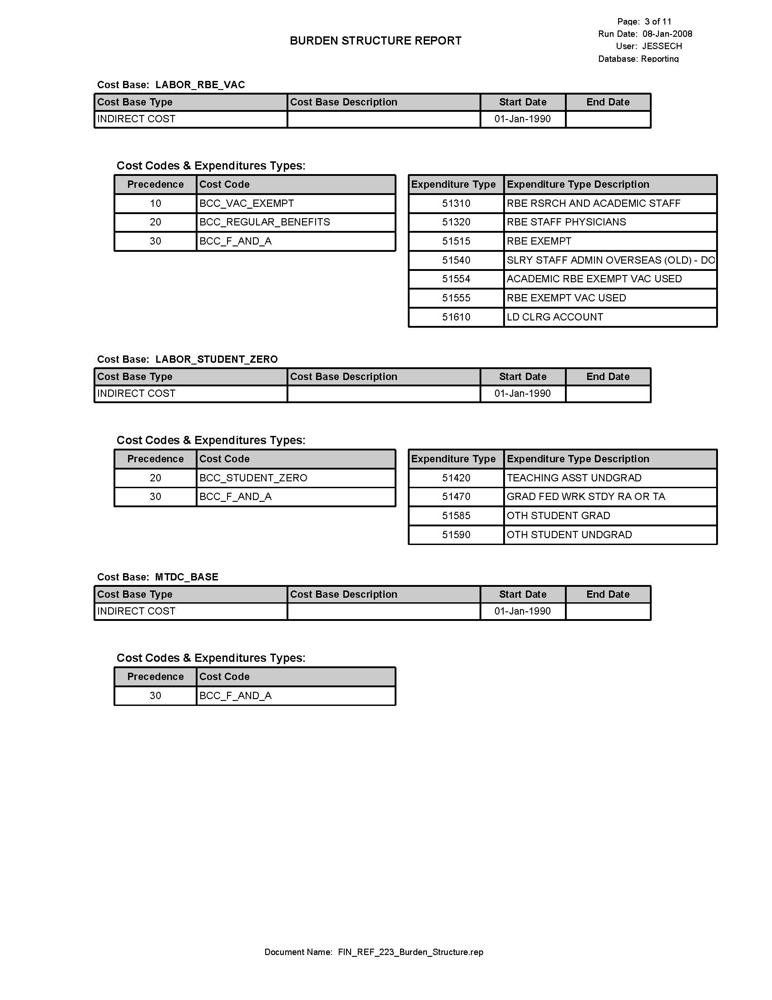 Page: 3 of 11
BURDEN STRUCTURE REPORT
Run Date: 08-Jan-2008
User: JESSECH
Database: Reporting
Cost Base: LABOR_RBE_VAC
Cost Base Type Cost Base Description Start Date End Date
INDIRECT COST 01-Jan-1990
Cost Codes & Expenditures Types:
Precedence Cost Code Expenditure Type Expenditure Type Description
10 BCC_VAC_EXEMPT 51310 RBE RSRCH AND ACADEMIC STAFF
20 BCC_REGULAR_BENEFITS 51320 RBE STAFF PHYSICIANS
30 BCC_F_AND_A 51515 RBE EXEMPT
51540 SLRY STAFF ADMIN OVERSEAS (OLD) - DO
51554 ACADEMIC RBE EXEMPT VAC USED
51555 RBE EXEMPT VAC USED
51610 LD CLRG ACCOUNT
Cost Base: LABOR_STUDENT_ZERO
Cost Base Type Cost Base Description Start Date End Date
INDIRECT COST 01-Jan-1990
Cost Codes & Expenditures Types:
Precedence Cost Code Expenditure Type Expenditure Type Description
20 BCC_STUDENT_ZERO 51420 TEACHING ASST UNDGRAD
30 BCC_F_AND_A 51470 GRAD FED WRK STDY RA OR TA
51585 OTH STUDENT GRAD
51590 OTH STUDENT UNDGRAD
Cost Base: MTDC_BASE
Cost Base Type Cost Base Description Start Date End Date
INDIRECT COST 01-Jan-1990
Cost Codes & Expenditures Types:
Precedence Cost Code
30 BCC_F_AND_A
Document Name: FIN_REF_223_Burden_Structure.rep